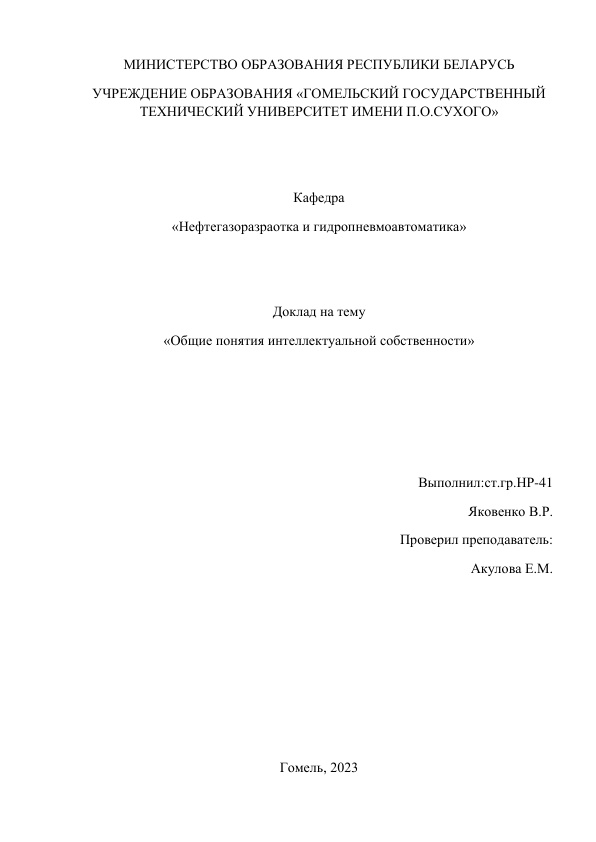 МИНИСТЕРСТВО ОБРАЗОВАНИЯ РЕСПУБЛИКИ БЕЛАРУСЬ
УЧРЕЖДЕНИЕ ОБРАЗОВАНИЯ «ГОМЕЛЬСКИЙ ГОСУДАРСТВЕННЫЙ
ТЕХНИЧЕСКИЙ УНИВЕРСИТЕТ ИМЕНИ П.О.СУХОГО»
Кафедра
«Нефтегазоразраотка и гидропневмоавтоматика»
Доклад на тему
«Общие понятия интеллектуальной собственности»
Выполнил:ст.гр.НР-41
Яковенко В.Р.
Проверил преподаватель:
Акулова Е.М.
Гомель, 2023